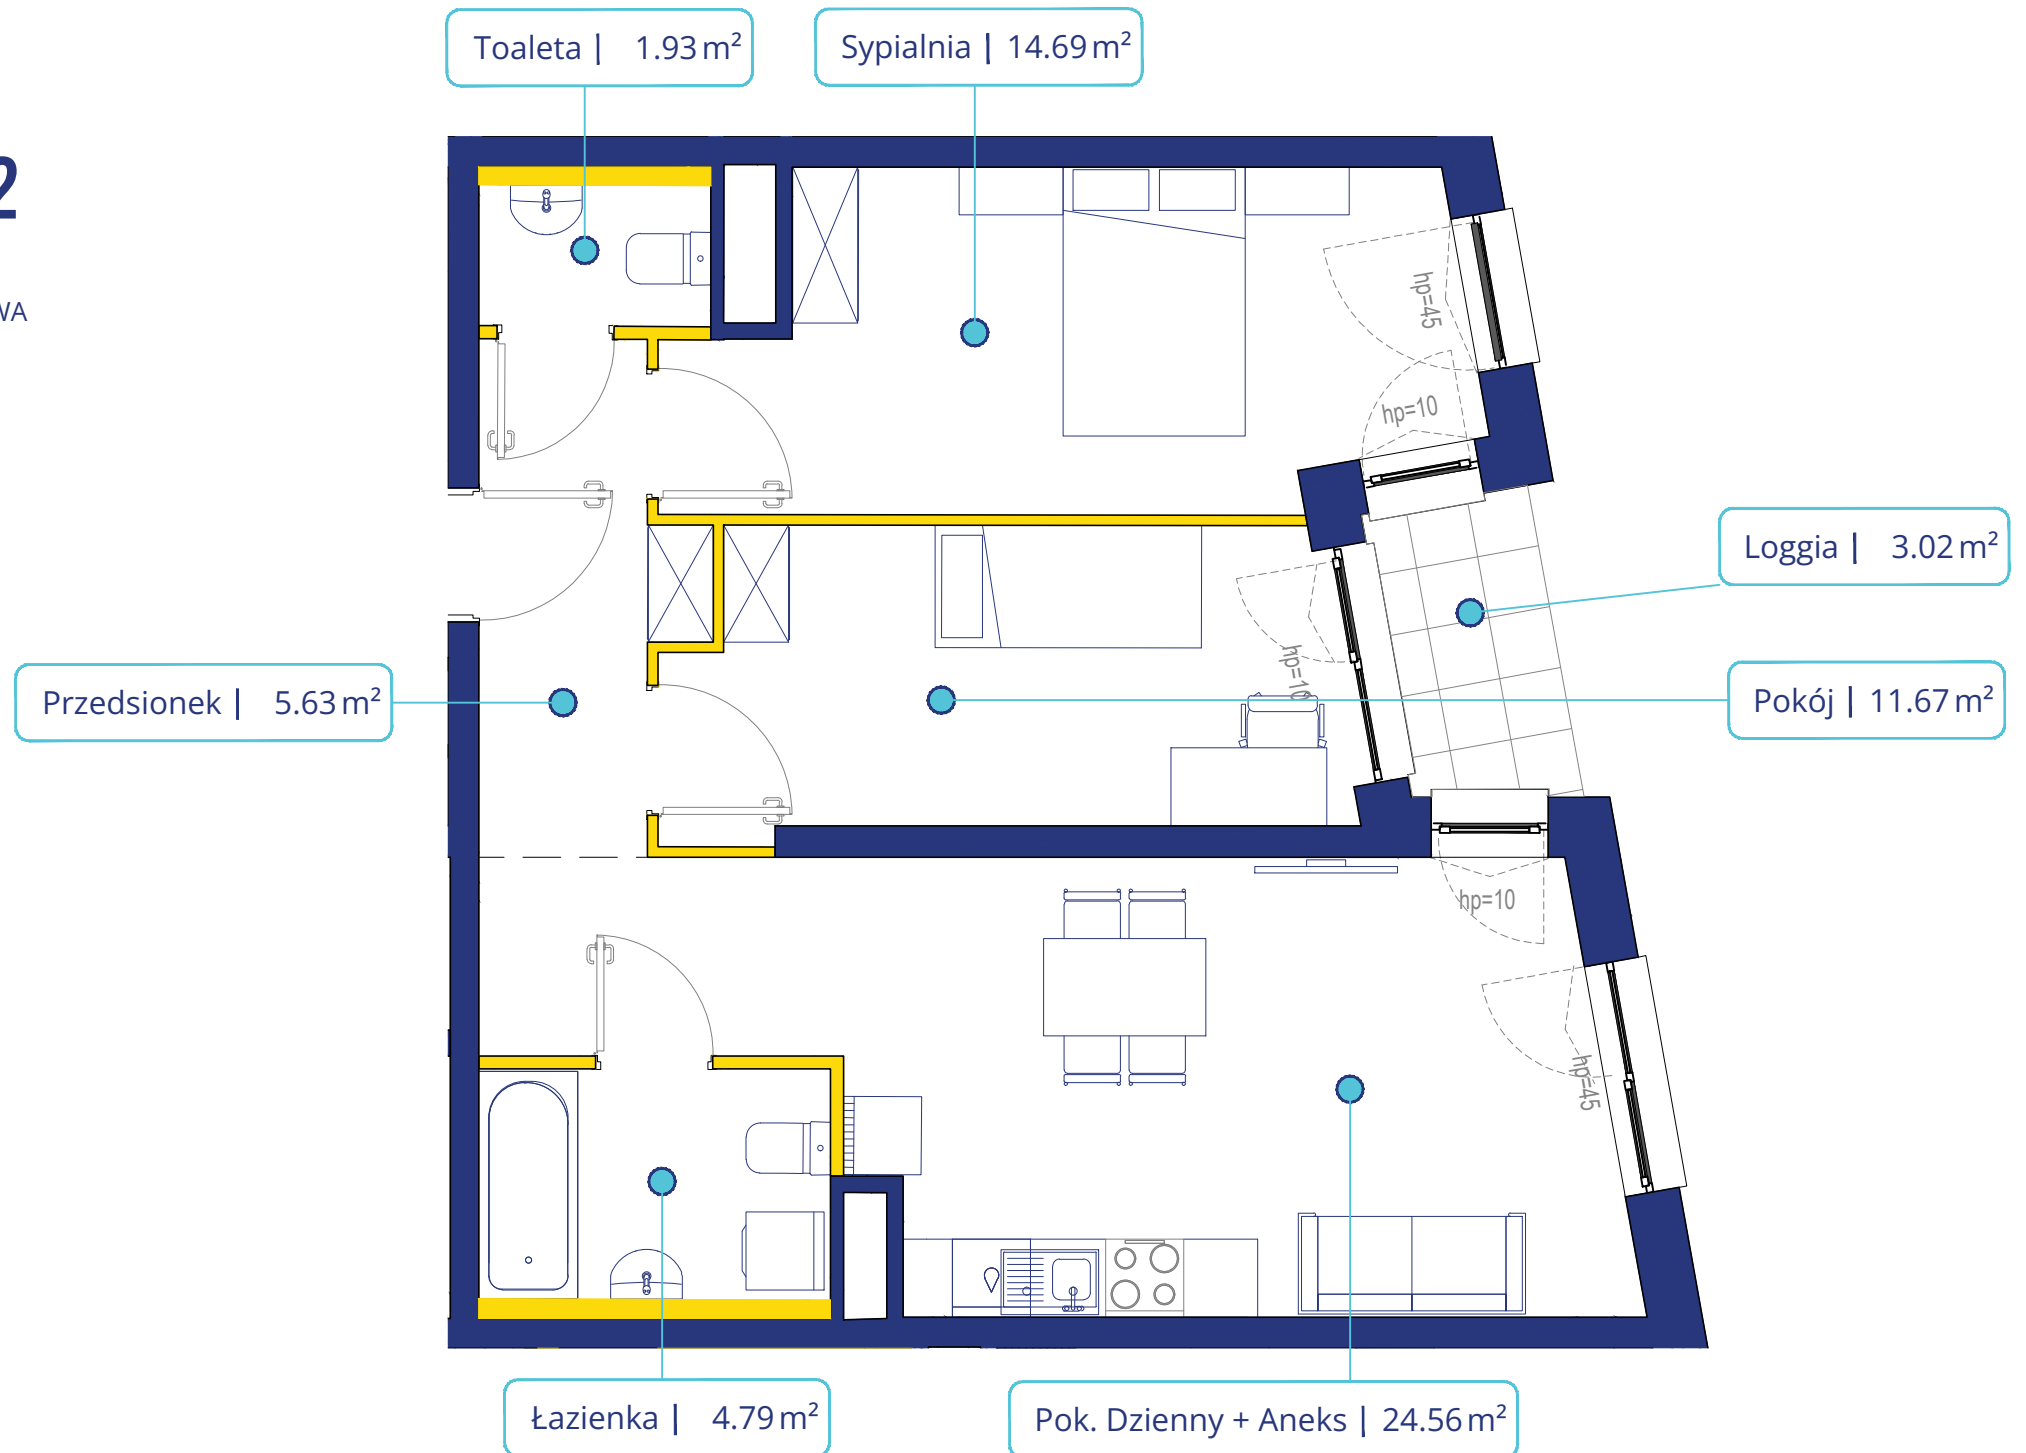 Toaleta | 1.93 m²
Sypialnia | 14.69 m²
2
WA
hp=45
hp=10
Loggia | 3.02 m²
hp=10
Przedsionek | 5.63 m²
Pokój | 11.67 m²
hp=10
hp=45
Łazienka | 4.79 m²
Pok. Dzienny + Aneks | 24.56 m²